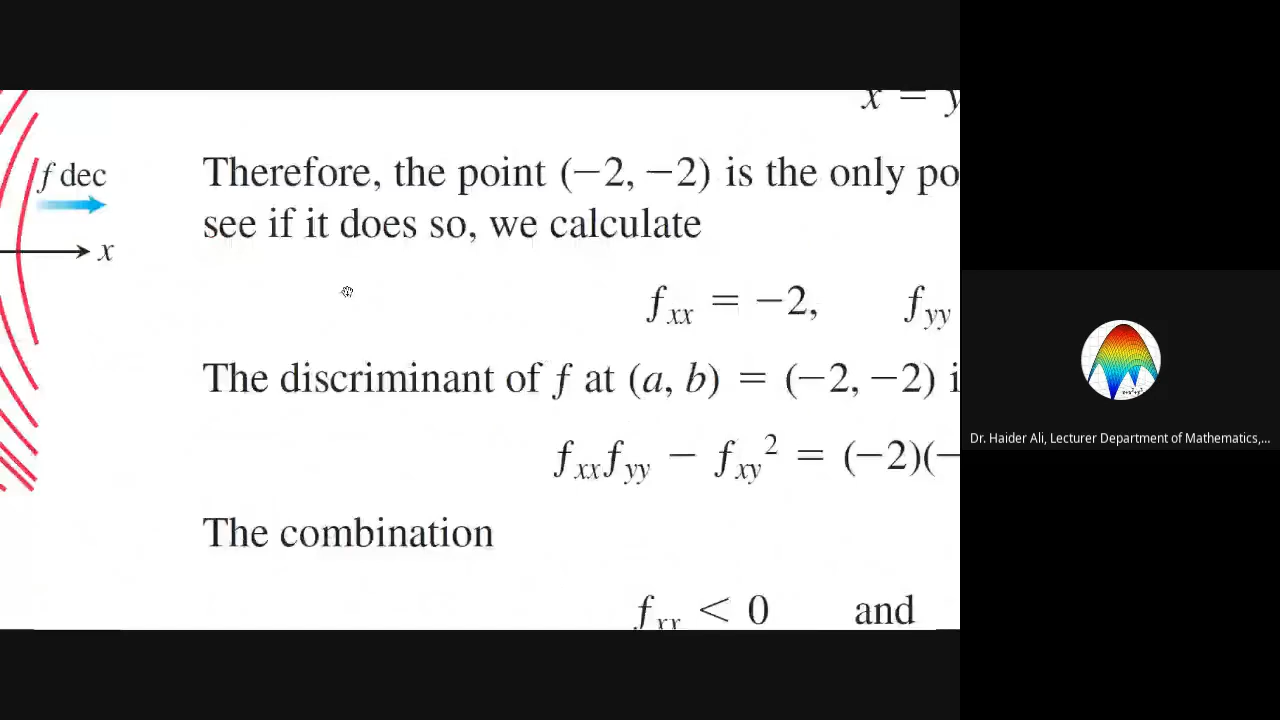 x = y
f dec
x
Therefore, the point (−2, −2) is the only po
see if it does so, we calculate
f_xx = −2,    f_yy
The discriminant of f at (a, b) = (−2, −2) i
f_xx f_yy − f_xy² = (−2)(−
The combination
f_xx < 0    and
Dr. Haider Ali, Lecturer Department of Mathematics,...